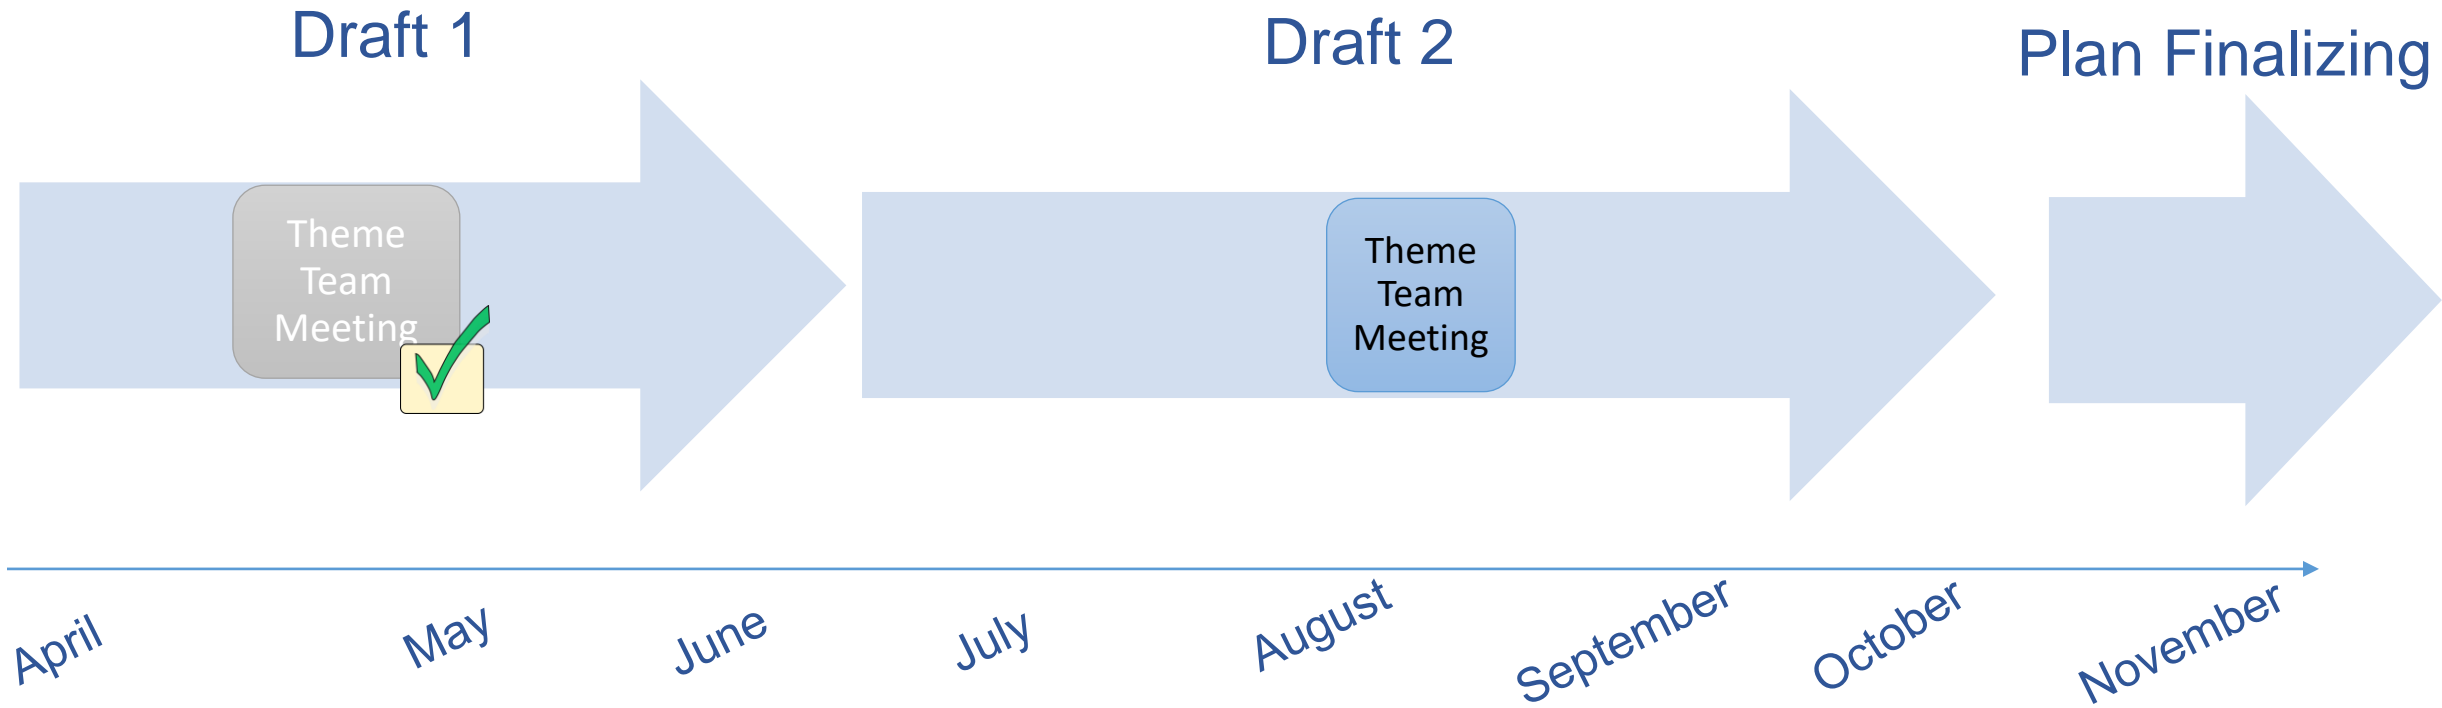 Draft 1
Draft 2
Plan Finalizing
Theme
Team
Meeting
Theme
Team
Meeting
April
May
June
July
August
September
October
November